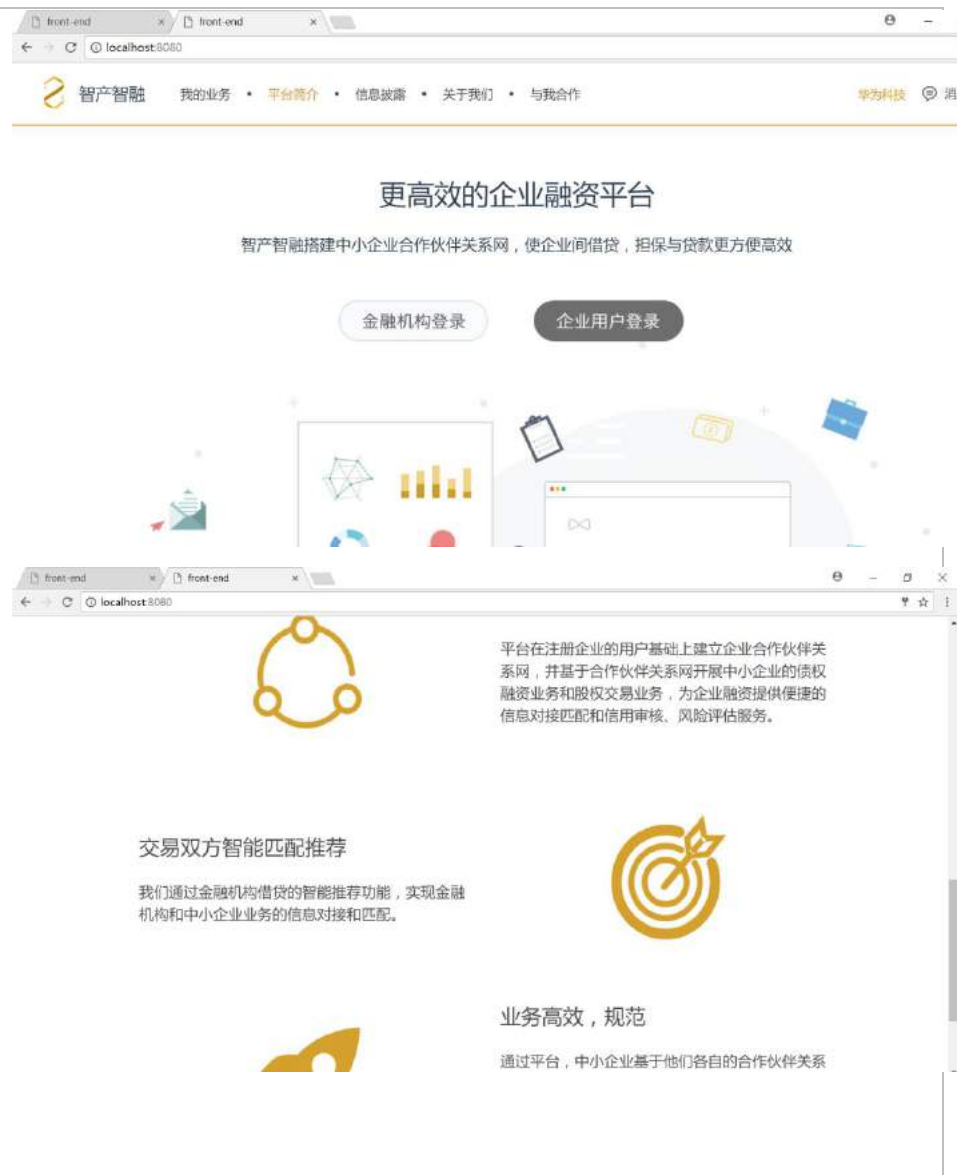 front-end
front-end
localhost:8080
智产智融
我的业务 • 平台简介 • 信息披露 • 关于我们 • 与我合作
华为科技
消
更高效的企业融资平台
智产智融搭建中小企业合作伙伴关系网，使企业间借贷，担保与贷款更方便高效
金融机构登录
企业用户登录
front-end
front-end
localhost:8080
平台在注册企业的用户基础上建立企业合作伙伴关
系网，并基于合作伙伴关系网开展中小企业的债权
融资业务和股权交易业务，为企业融资提供便捷的
信息对接匹配和信用审核、风险评估服务。
交易双方智能匹配推荐
我们通过金融机构借贷的智能推荐功能，实现金融
机构和中小企业业务的信息对接和匹配。
业务高效，规范
通过平台，中小企业基于他们各自的合作伙伴关系